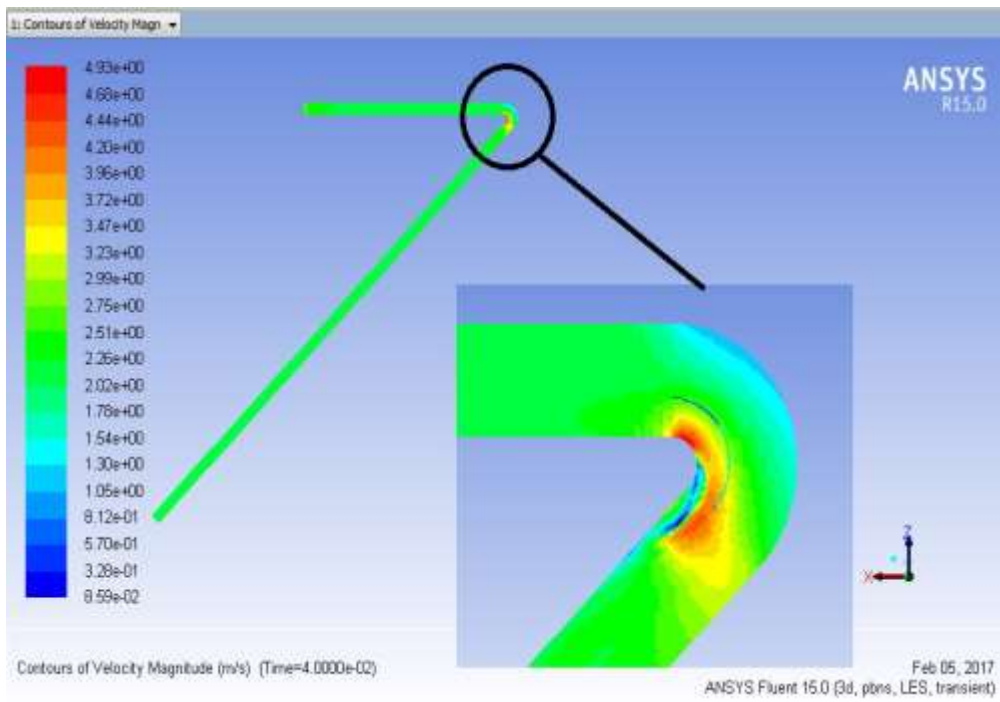 1: Contours of Velocity Magn
ANSYS
R15.0
4.93e+00
4.68e+00
4.44e+00
4.20e+00
3.96e+00
3.72e+00
3.47e+00
3.23e+00
2.99e+00
2.75e+00
2.51e+00
2.26e+00
2.02e+00
1.78e+00
1.54e+00
1.30e+00
1.05e+00
8.12e-01
5.70e-01
3.28e-01
8.59e-02
Z
X
Contours of Velocity Magnitude (m/s) (Time=4.0000e-02)
Feb 05, 2017
ANSYS Fluent 15.0 (3d, pbns, LES, transient)